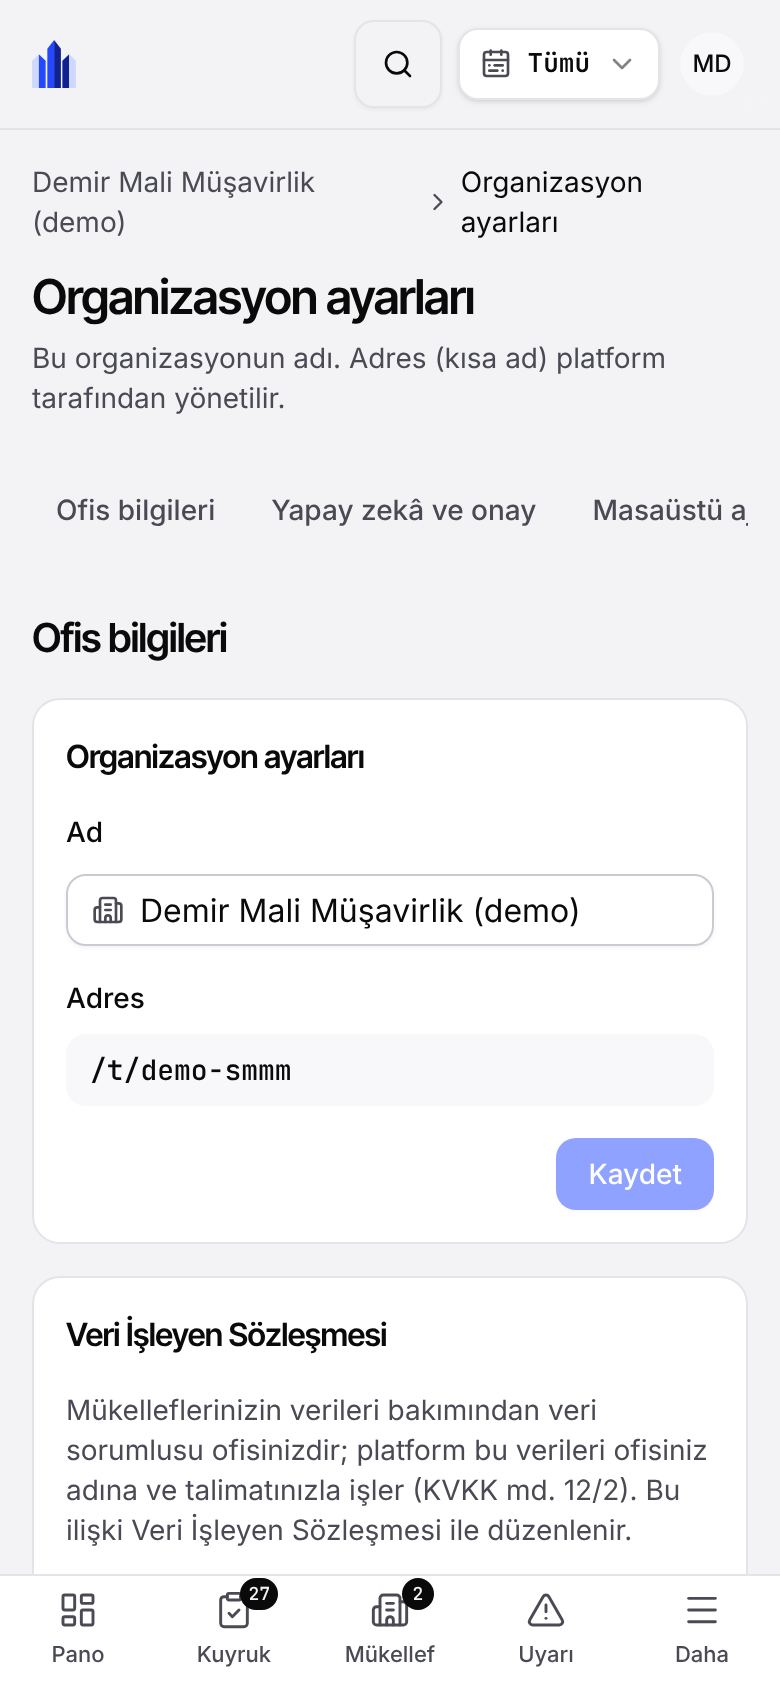 Tümü
MD
Demir Mali Müşavirlik
(demo)
Organizasyon
ayarları
Organizasyon ayarları
Bu organizasyonun adı. Adres (kısa ad) platform
tarafından yönetilir.
Ofis bilgileri
Yapay zekâ ve onay
Masaüstü
Ofis bilgileri
Organizasyon ayarları
Ad
Demir Mali Müşavirlik (demo)
Adres
/t/demo-smmm
Kaydet
Veri İşleyen Sözleşmesi
Mükelleflerinizin verileri bakımından veri
sorumlusu ofisinizdir; platform bu verileri ofisiniz
adına ve talimatınızla işler (KVKK md. 12/2). Bu
ilişki Veri İşleyen Sözleşmesi ile düzenlenir.
27
2
Pano
Kuyruk
Mükellef
Uyarı
Daha